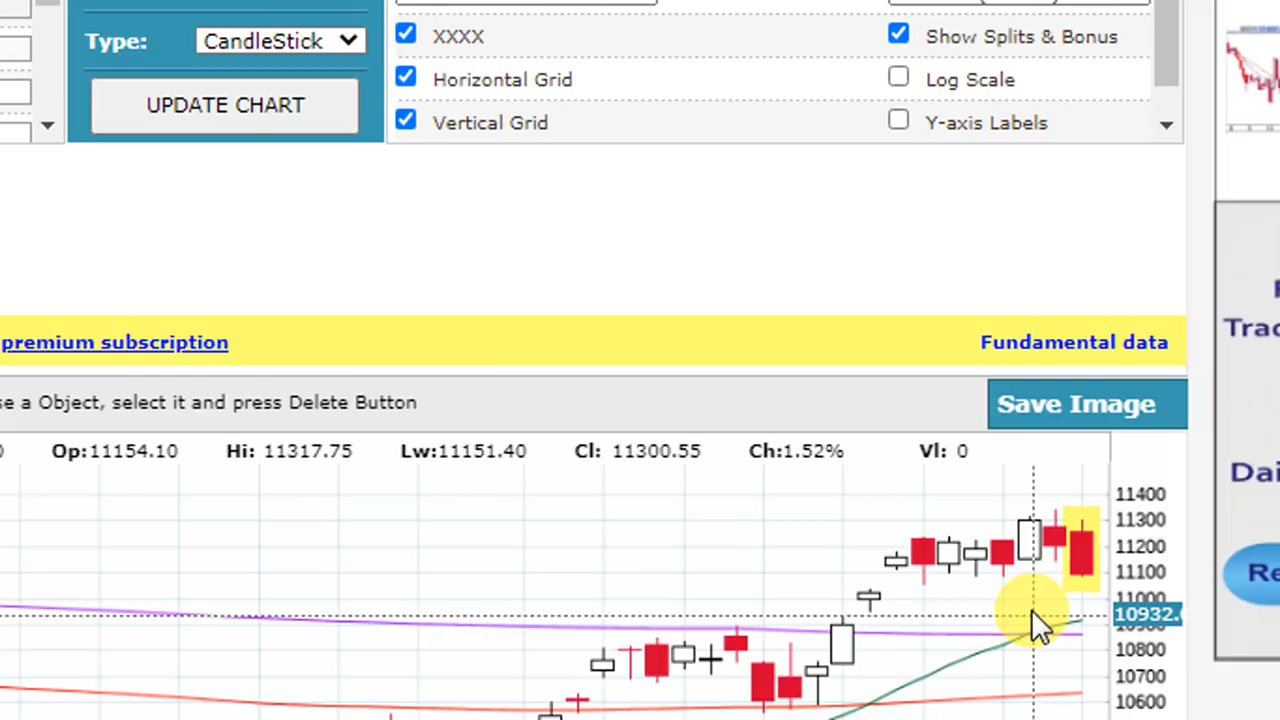 Type: CandleStick
UPDATE CHART
XXXX
Show Splits & Bonus
Horizontal Grid
Log Scale
Vertical Grid
Y-axis Labels
premium subscription
Fundamental data
se a Object, select it and press Delete Button
Save Image
0 Op:11154.10 Hi: 11317.75 Lw:11151.40 Cl: 11300.55 Ch:1.52% Vl: 0
11400
11300
11200
11100
11000
10932.
10800
10700
10600
Trad
Dai
Re